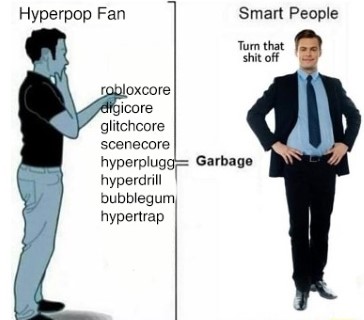 Hyperpop Fan
Smart People
Turn that
shit off
robloxcore
digicore
glitchcore
scenecore
hyperplugg
hyperdrill
bubblegum
hypertrap
= Garbage